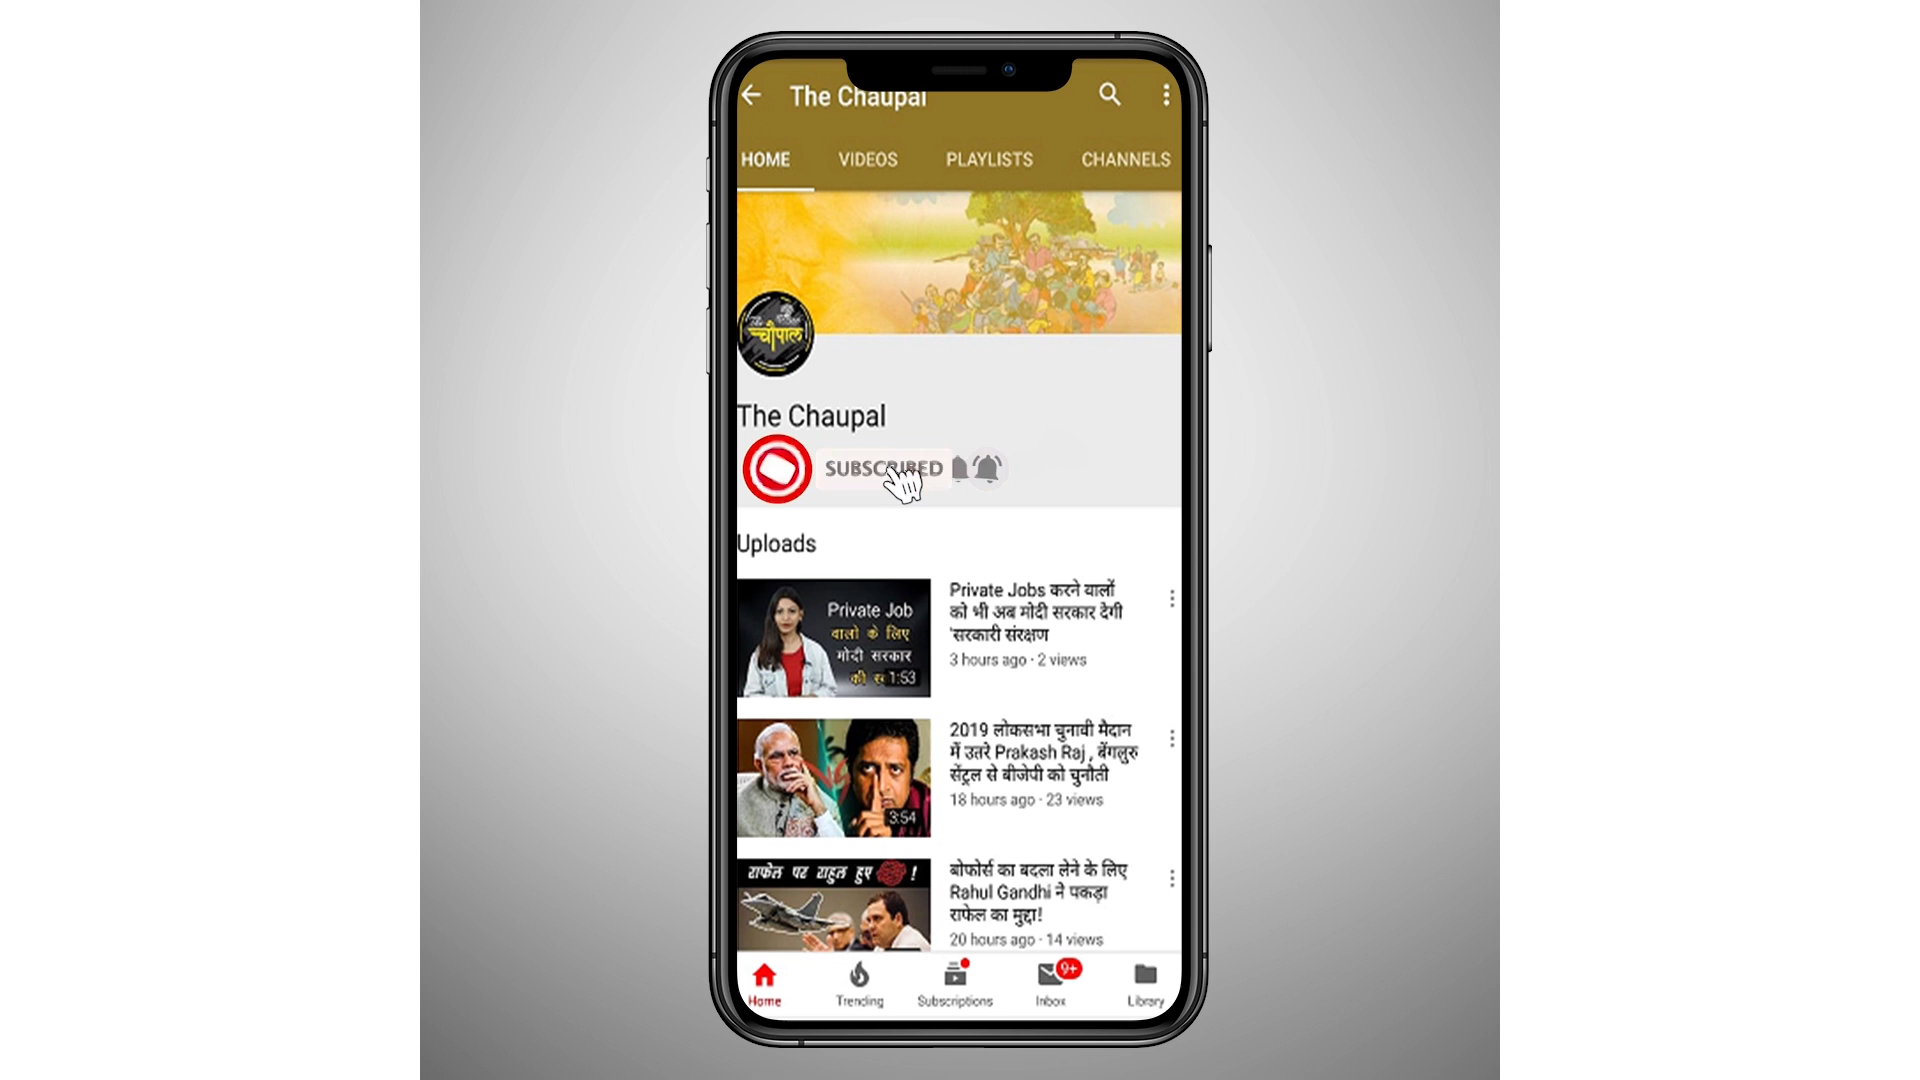 The Chaupal
HOME VIDEOS PLAYLISTS CHANNELS
चौपाल
The Chaupal
SUBSCRIBED
Uploads
Private Job
वालो के लिए
मोदी सरकार
की
1:53
Private Jobs करने वालों
को भी अब मोदी सरकार देगी
'सरकारी संरक्षण
3 hours ago · 2 views
3:54
2019 लोकसभा चुनावी मैदान
में उतरे Prakash Raj , बेंगलुरु
सेंट्रल से बीजेपी को चुनौती
18 hours ago · 23 views
राफेल पर राहुल हुए !
बोफोर्स का बदला लेने के लिए
Rahul Gandhi ने पकड़ा
राफेल का मुद्दा!
20 hours ago · 14 views
9+
Home Trending Subscriptions Inbox Library